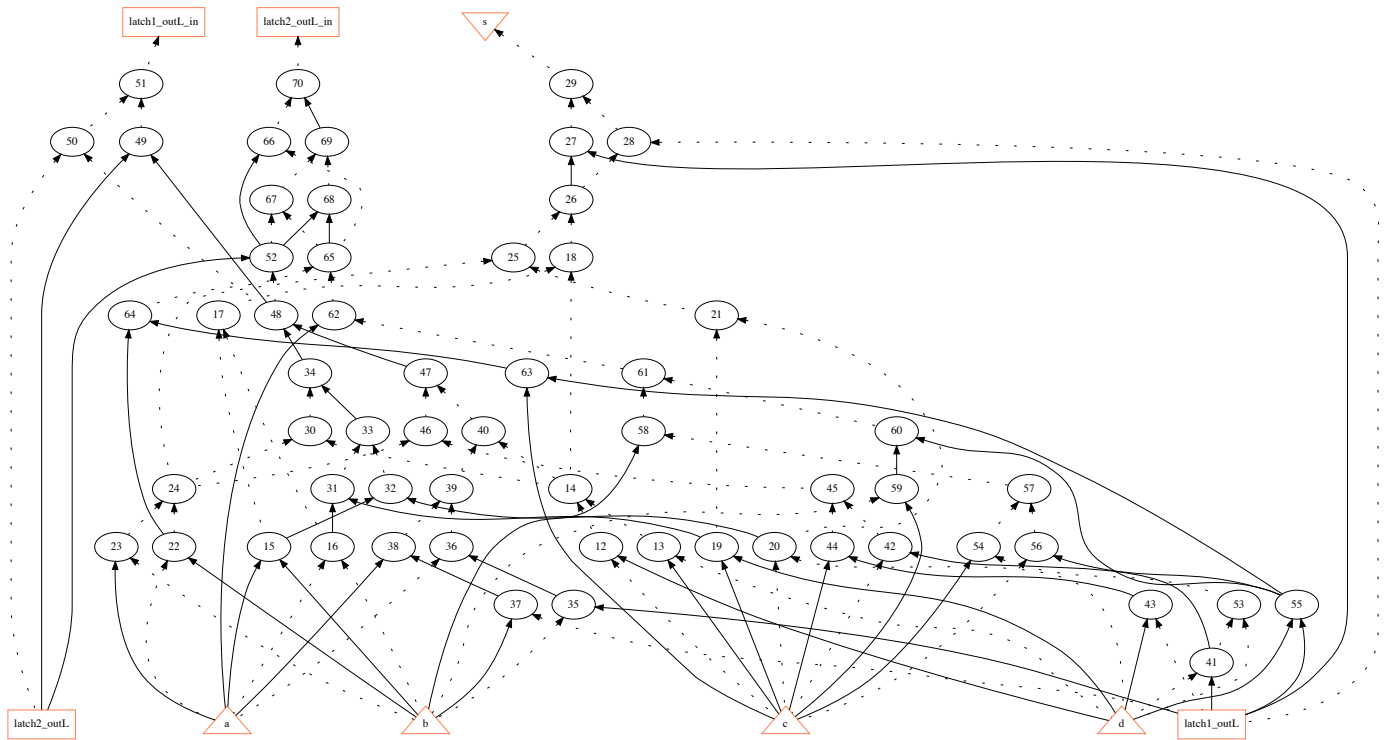 latch1_outL_in latch2_outL_in s
51 70 29
50 49 66 69 27 28
67 68 26
52 65 25 18
64 17 48 62 21
34 47 63 61
30 33 46 40 58 60
24 31 32 39 14 45 59 57
23 22 15 16 38 36 12 13 19 20 44 42 54 56
37 35 43 53 55
41
latch2_outL a b c d latch1_outL